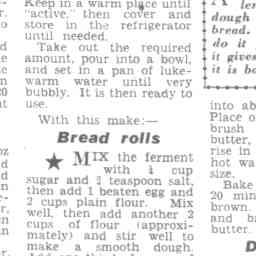 Keep in a warm place until
"active," then cover and
store in the refrigerator
until needed.
Take out the required
amount, pour into a bowl,
and set in a pan of luke-
warm water until very
bubbly. It is then ready to
use.
With this make:—
Bread rolls
★ MIX the ferment
with ¼ cup
sugar and ½ teaspoon salt,
then add 1 beaten egg and
2 cups plain flour. Mix
well, then add another 2
cups of flour (approxi-
mately) and stir well to
make a smooth dough.
dough
bread.
do it
it gives
it is b
into ab
Place o
brush
butter,
rise in
hot wa
size.
Bake
20 min
brown.
and b
butter.
D